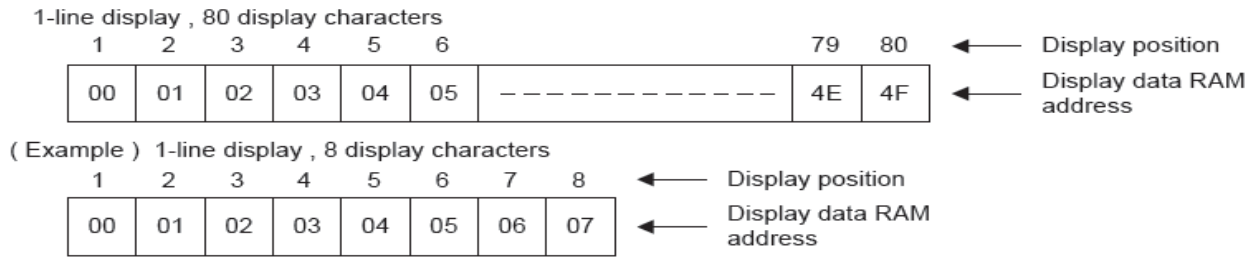 1-line display , 80 display characters
1 2 3 4 5 6 79 80 Display position
00 01 02 03 04 05 4E 4F Display data RAM
address
( Example ) 1-line display , 8 display characters
1 2 3 4 5 6 7 8 Display position
00 01 02 03 04 05 06 07 Display data RAM
address